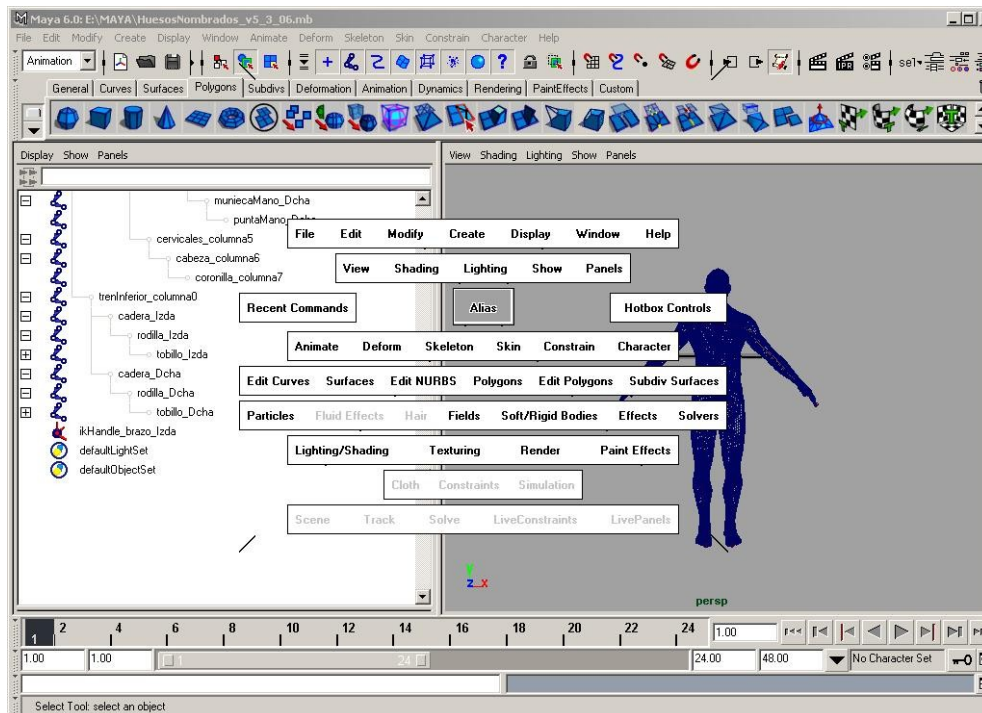 Maya 6.0: E:\MAYA\HuesosNombrados_v5_3_06.mb
File Edit Modify Create Display Window Animate Deform Skeleton Skin Constrain Character Help
Animation sel
General Curves Surfaces Polygons Subdivs Deformation Animation Dynamics Rendering PaintEffects Custom
Display Show Panels
View Shading Lighting Show Panels
muniecaMano_Dcha
puntaMano_Dcha
cervicales_columna5
cabeza_columna6
coronilla_columna7
trenInferior_columna0
cadera_Izda
rodilla_Izda
tobillo_Izda
cadera_Dcha
rodilla_Dcha
tobillo_Dcha
ikHandle_brazo_Izda
defaultLightSet
defaultObjectSet
File Edit Modify Create Display Window Help
View Shading Lighting Show Panels
Recent Commands Alias Hotbox Controls
Animate Deform Skeleton Skin Constrain Character
Edit Curves Surfaces Edit NURBS Polygons Edit Polygons Subdiv Surfaces
Particles Fluid Effects Hair Fields Soft/Rigid Bodies Effects Solvers
Lighting/Shading Texturing Render Paint Effects
Cloth Constraints Simulation
Scene Track Solve LiveConstraints LivePanels
y
z x
persp
1 2 4 6 8 10 12 14 16 18 20 22 24 1.00
1.00 1.00 1 24 24.00 48.00 No Character Set
Select Tool: select an object